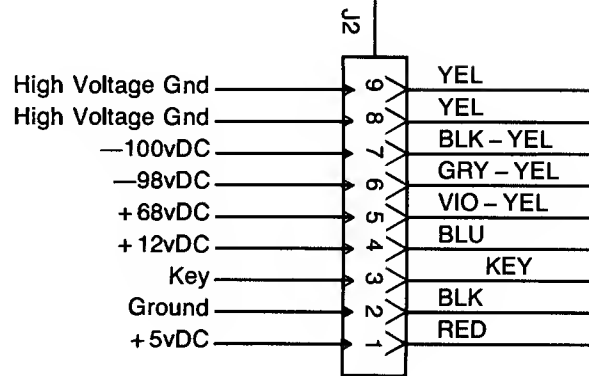 J2
High Voltage Gnd 9 YEL
High Voltage Gnd 8 YEL
—100vDC 7 BLK – YEL
—98vDC 6 GRY – YEL
+68vDC 5 VIO – YEL
+12vDC 4 BLU
Key 3 KEY
Ground 2 BLK
+5vDC 1 RED